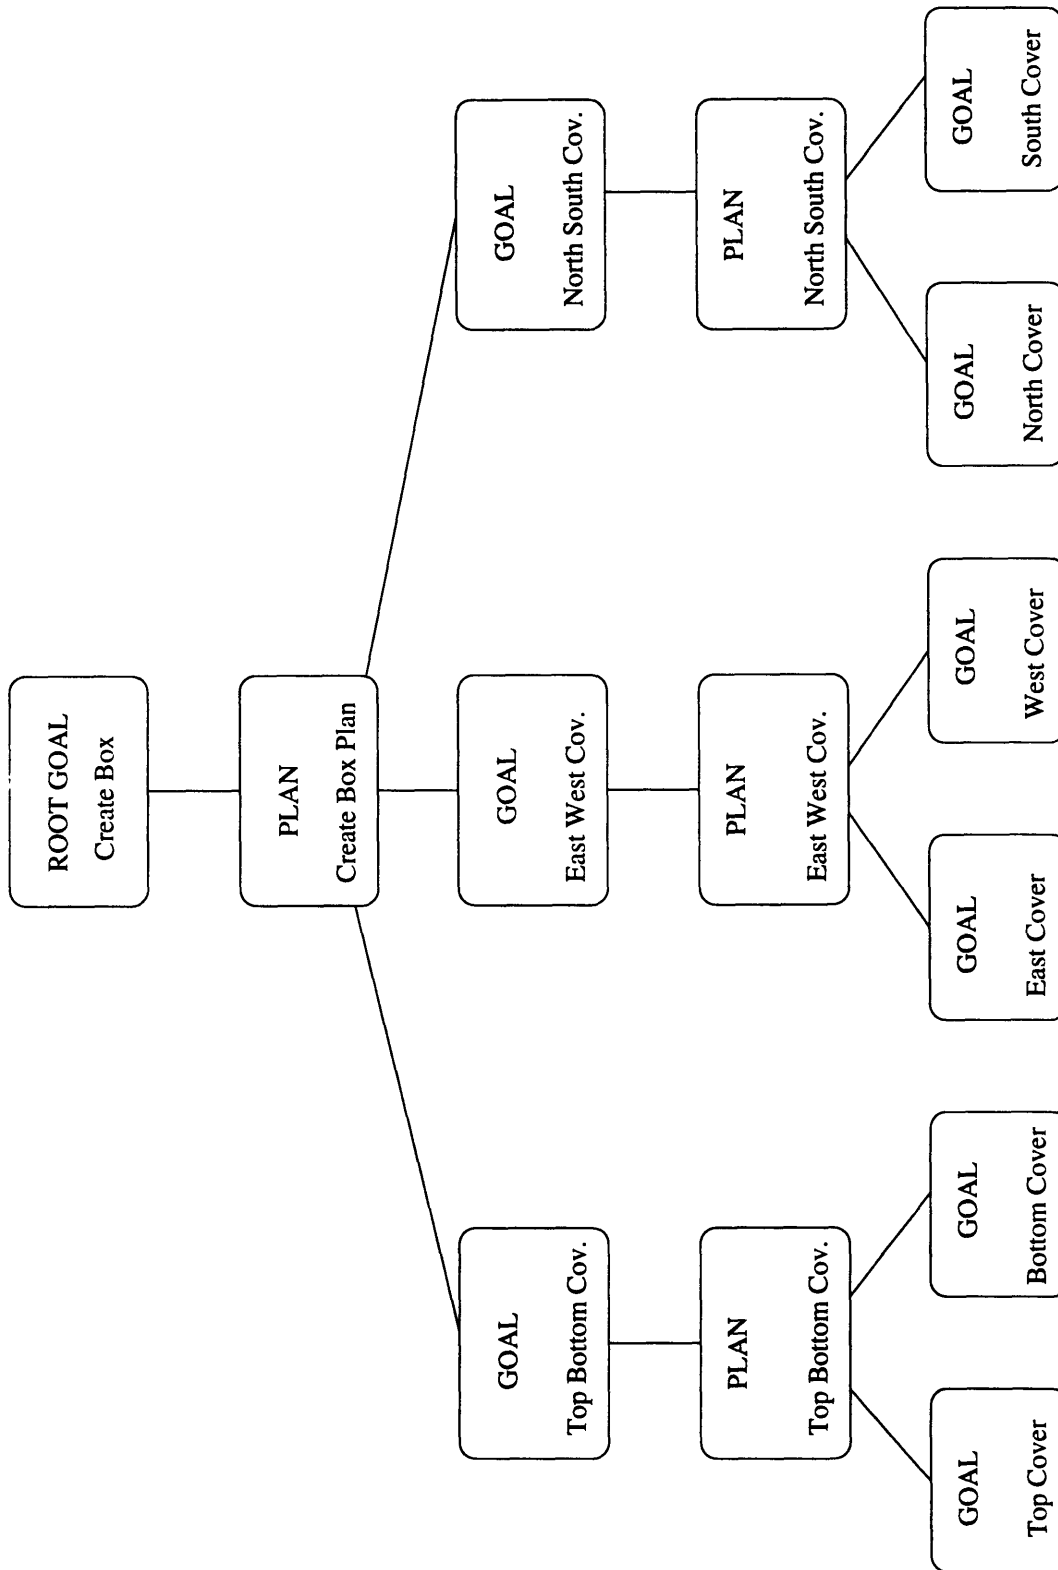 ROOT GOAL
Create Box
PLAN
Create Box Plan
GOAL
Top Bottom Cov.
GOAL
East West Cov.
GOAL
North South Cov.
PLAN
Top Bottom Cov.
PLAN
East West Cov.
PLAN
North South Cov.
GOAL
Top Cover
GOAL
Bottom Cover
GOAL
East Cover
GOAL
West Cover
GOAL
North Cover
GOAL
South Cover